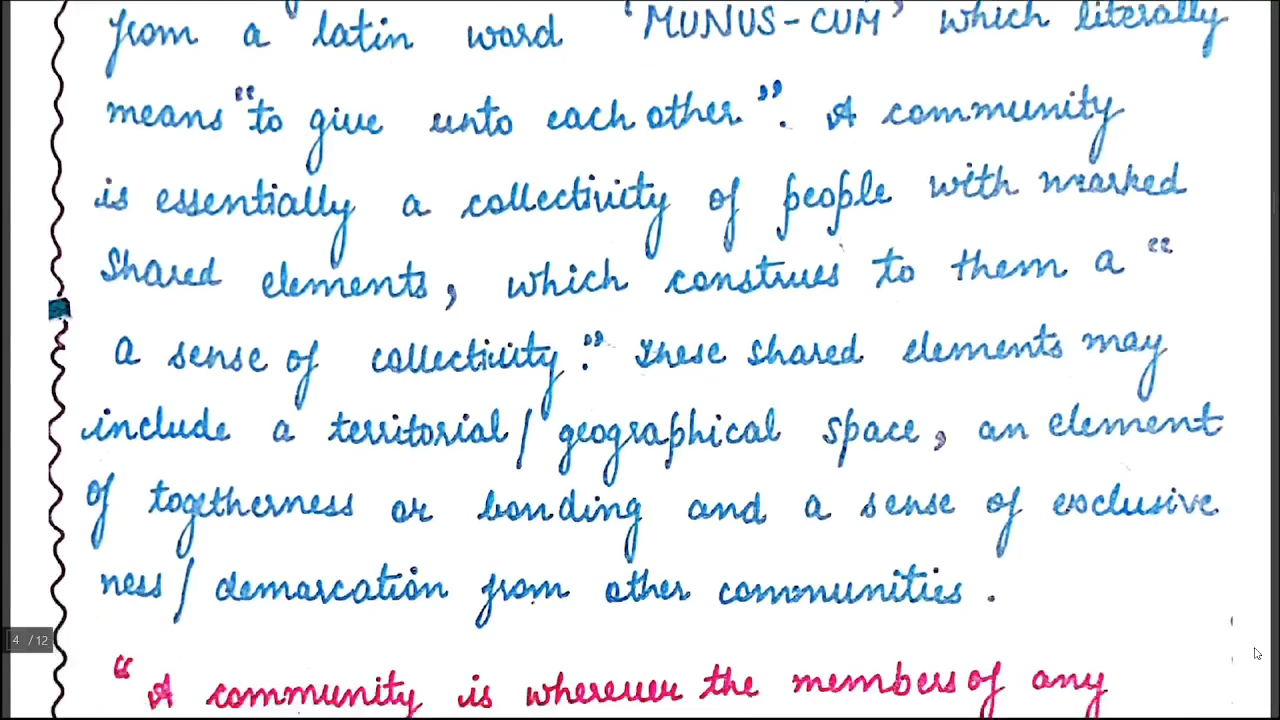 from a latin word 'MUNUS-CUM' which literally
means "to give unto each other". A community
is essentially a collectivity of people with marked
Shared elements, which construes to them a "
a sense of collectivity." These shared elements may
include a territorial/geographical space, an element
of togetherness or bonding and a sense of exclusive
ness/demarcation from other communities.
4 / 12
"A community is wherever the members of any